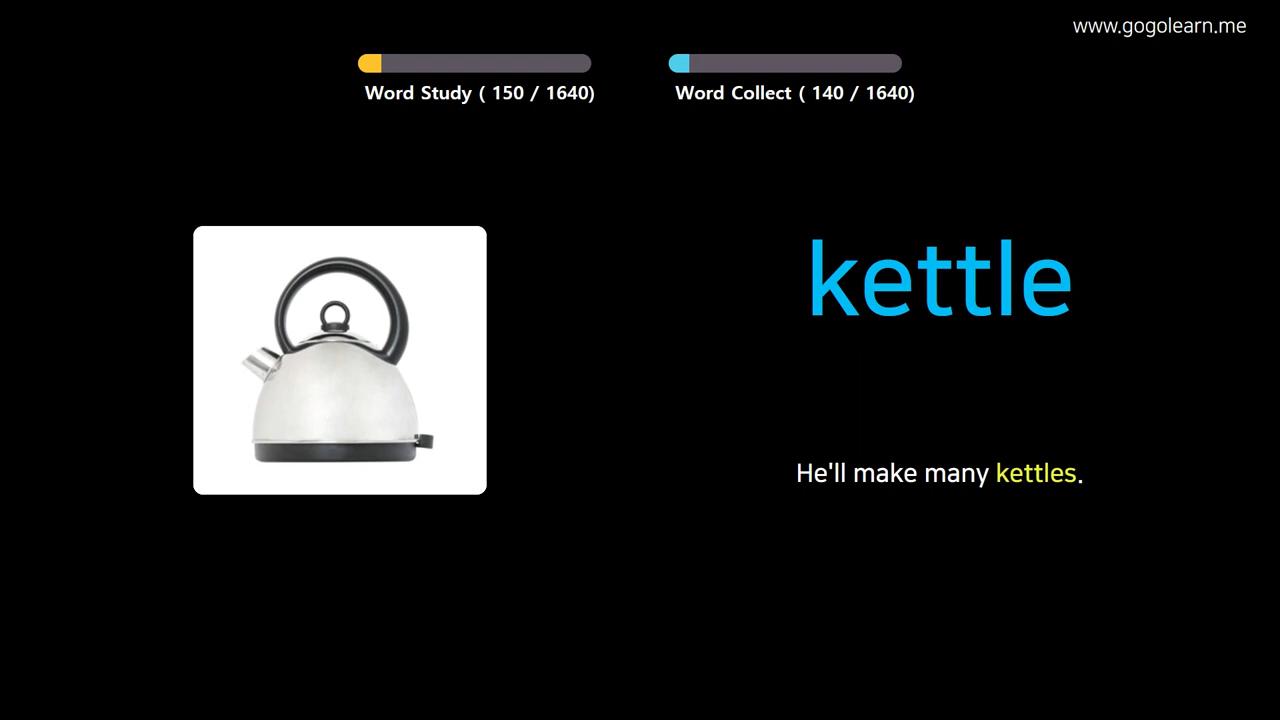 www.gogolearn.me
Word Study ( 150 / 1640)
Word Collect ( 140 / 1640)
kettle
He'll make many kettles.